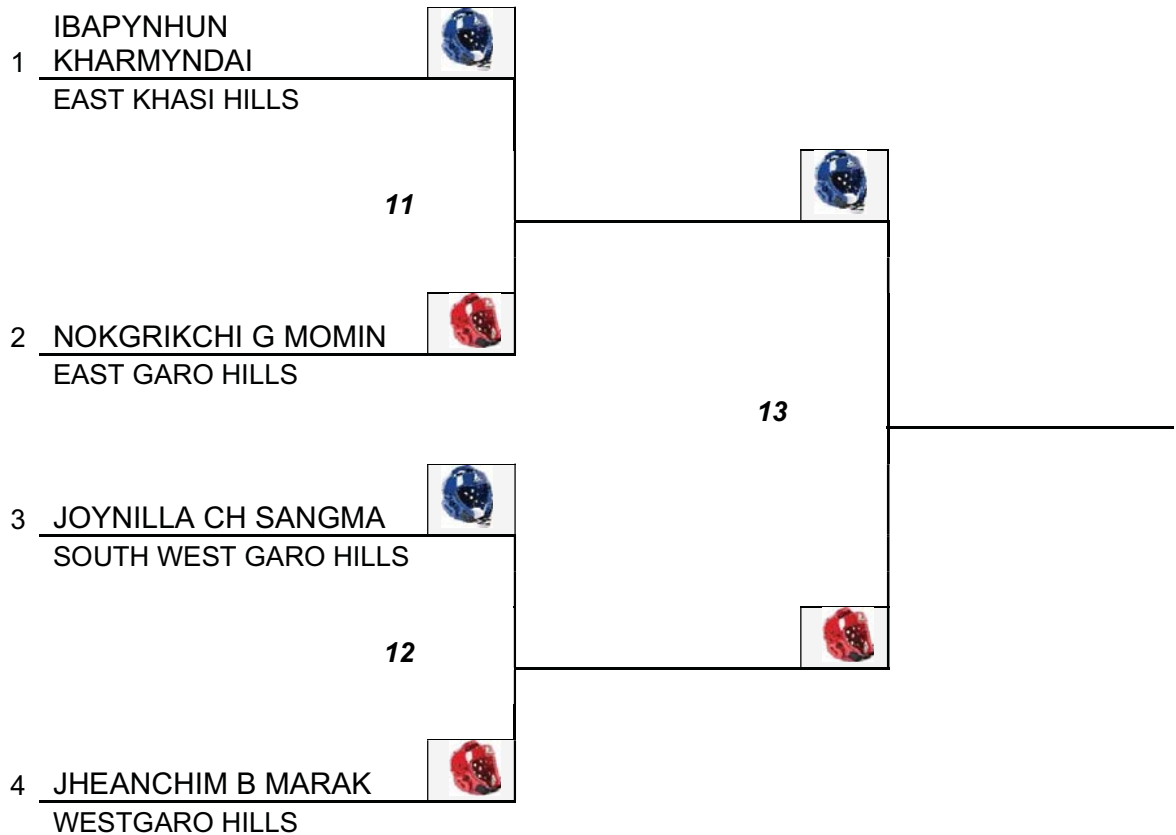 IBAPYNHUN
1 KHARMYNDAI
EAST KHASI HILLS
11
2 NOKGRIKCHI G MOMIN
EAST GARO HILLS
13
3 JOYNILLA CH SANGMA
SOUTH WEST GARO HILLS
12
4 JHEANCHIM B MARAK
WESTGARO HILLS